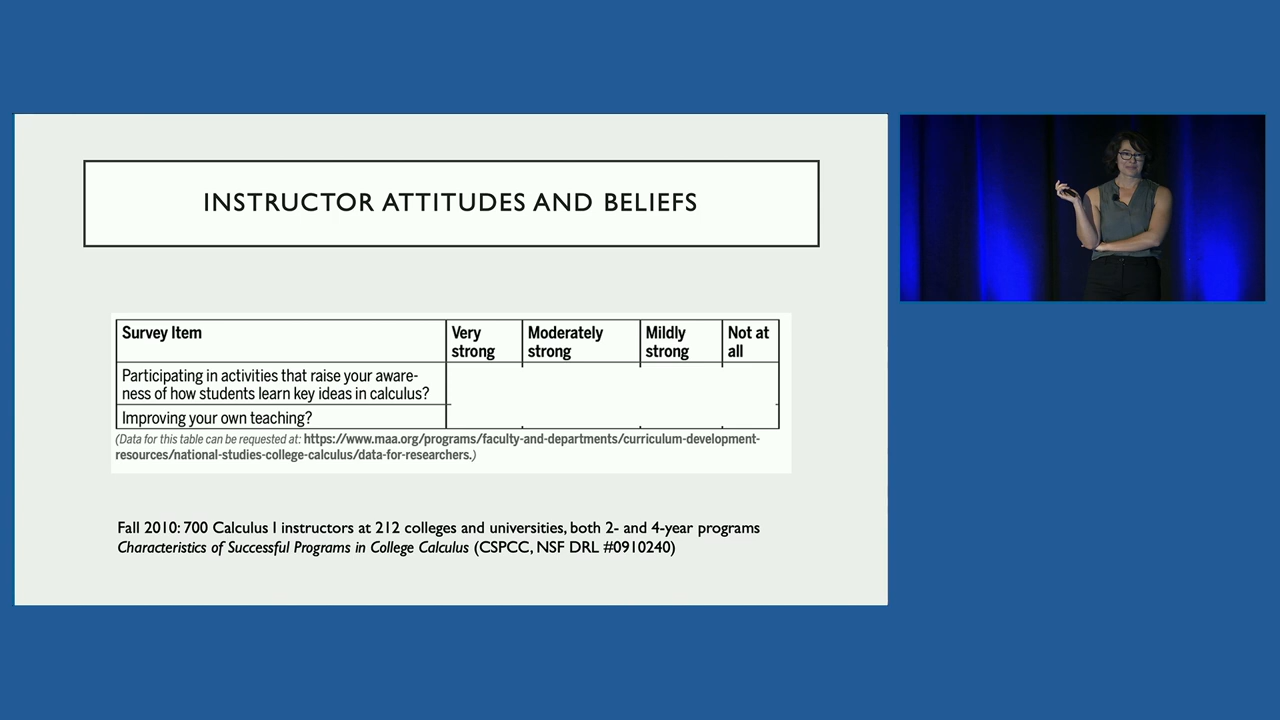 INSTRUCTOR ATTITUDES AND BELIEFS
Survey Item
Very strong
Moderately strong
Mildly strong
Not at all
Participating in activities that raise your aware-
ness of how students learn key ideas in calculus?
Improving your own teaching?
(Data for this table can be requested at: https://www.maa.org/programs/faculty-and-departments/curriculum-development-
resources/national-studies-college-calculus/data-for-researchers.)
Fall 2010: 700 Calculus I instructors at 212 colleges and universities, both 2- and 4-year programs
Characteristics of Successful Programs in College Calculus (CSPCC, NSF DRL #0910240)